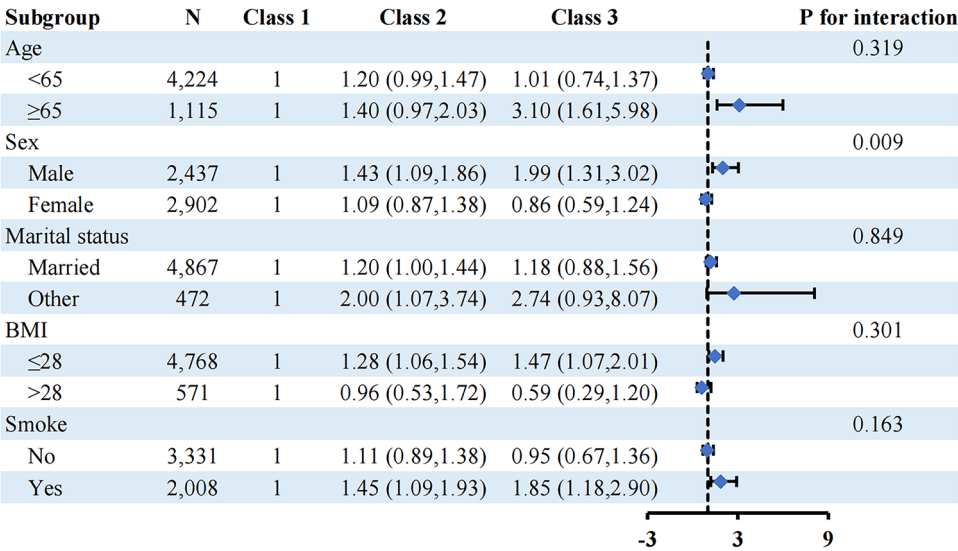 Subgroup N Class 1 Class 2 Class 3 P for interaction
Age 0.319
<65 4,224 1 1.20 (0.99,1.47) 1.01 (0.74,1.37)
≥65 1,115 1 1.40 (0.97,2.03) 3.10 (1.61,5.98)
Sex 0.009
Male 2,437 1 1.43 (1.09,1.86) 1.99 (1.31,3.02)
Female 2,902 1 1.09 (0.87,1.38) 0.86 (0.59,1.24)
Marital status 0.849
Married 4,867 1 1.20 (1.00,1.44) 1.18 (0.88,1.56)
Other 472 1 2.00 (1.07,3.74) 2.74 (0.93,8.07)
BMI 0.301
≤28 4,768 1 1.28 (1.06,1.54) 1.47 (1.07,2.01)
>28 571 1 0.96 (0.53,1.72) 0.59 (0.29,1.20)
Smoke 0.163
No 3,331 1 1.11 (0.89,1.38) 0.95 (0.67,1.36)
Yes 2,008 1 1.45 (1.09,1.93) 1.85 (1.18,2.90)
-3 3 9